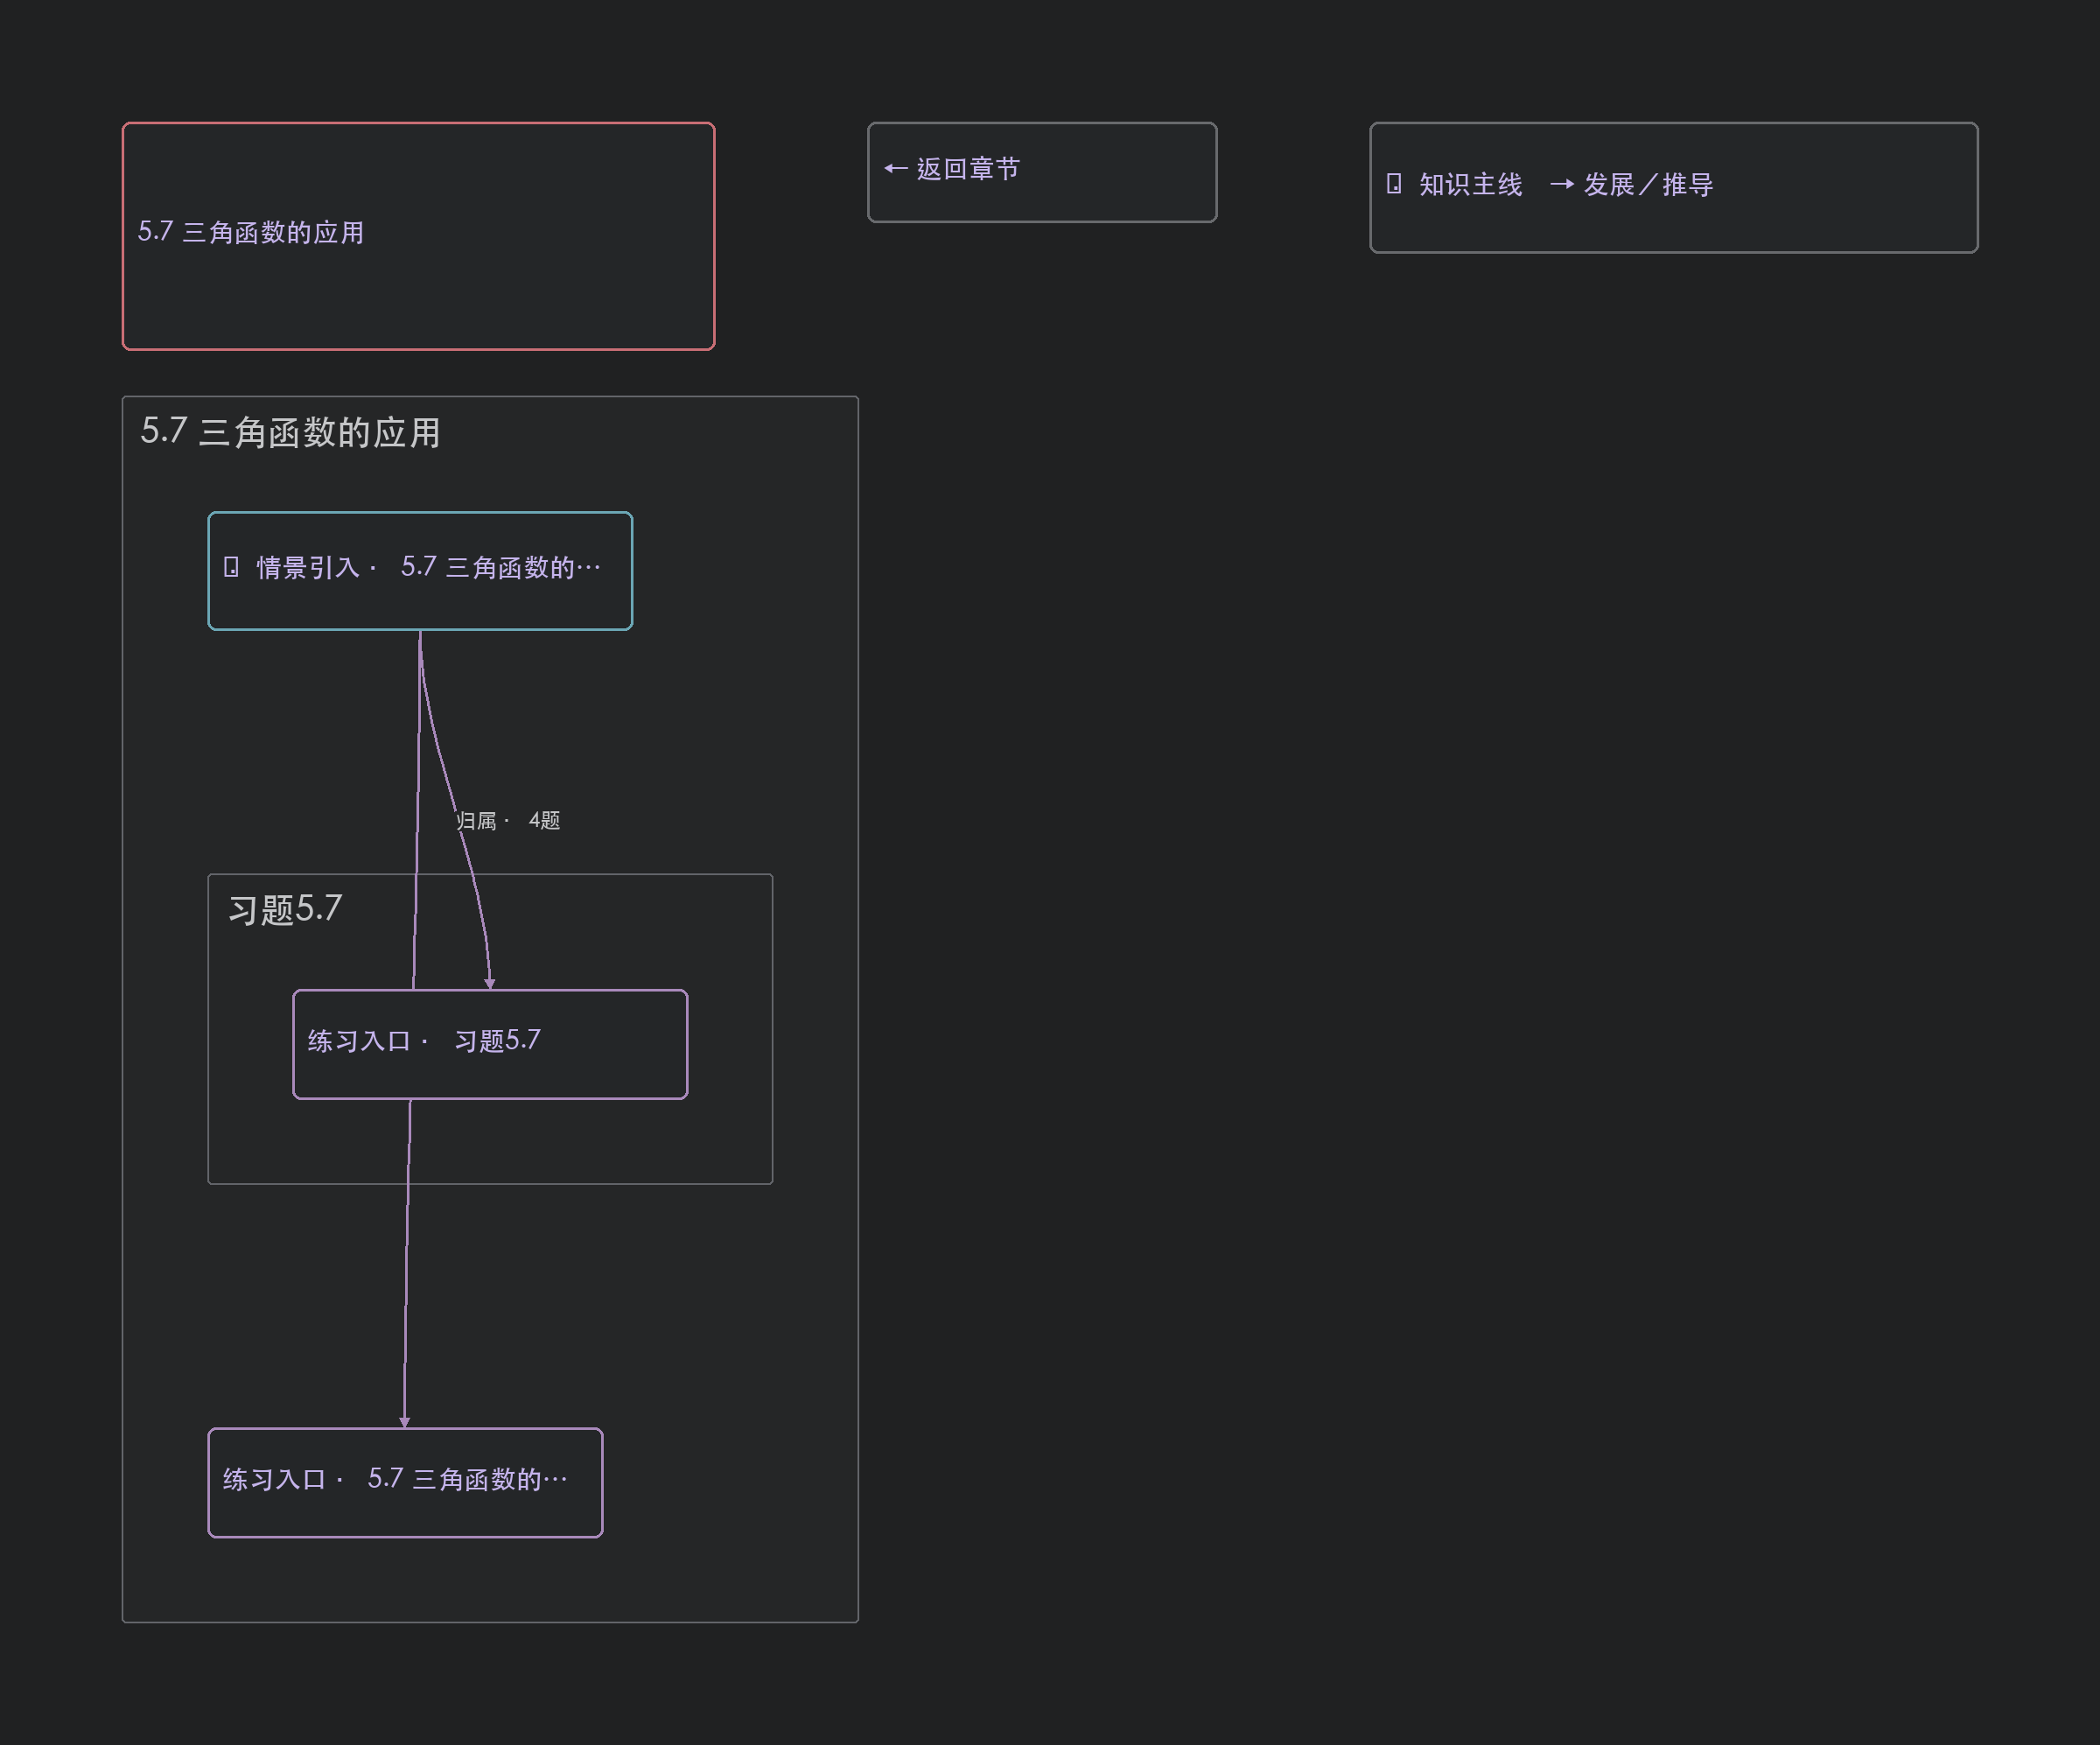 5.7 三角函数的应用
← 返回章节
知识主线 → 发展／推导
5.7 三角函数的应用
情景引入 · 5.7 三角函数的…
归属 · 4题
习题5.7
练习入口 · 习题5.7
练习入口 · 5.7 三角函数的…